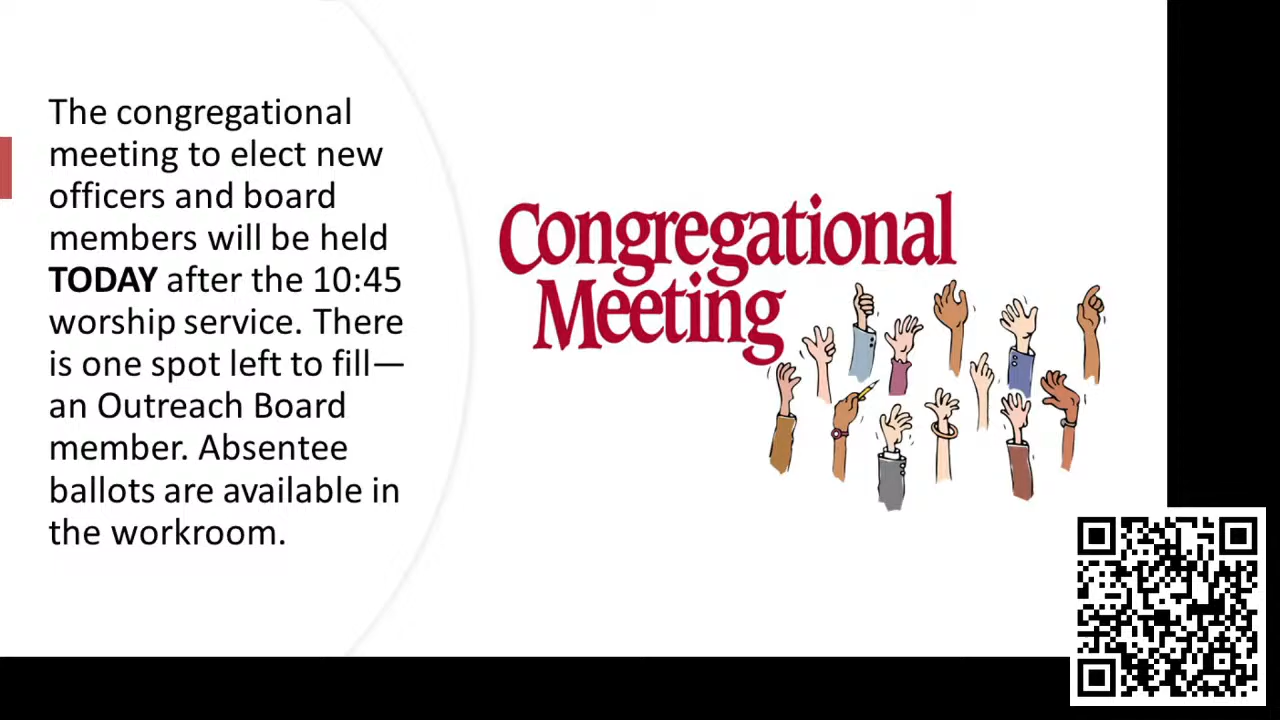 The congregational
meeting to elect new
officers and board
members will be held
TODAY after the 10:45
worship service. There
is one spot left to fill—
an Outreach Board
member. Absentee
ballots are available in
the workroom.
Congregational
Meeting